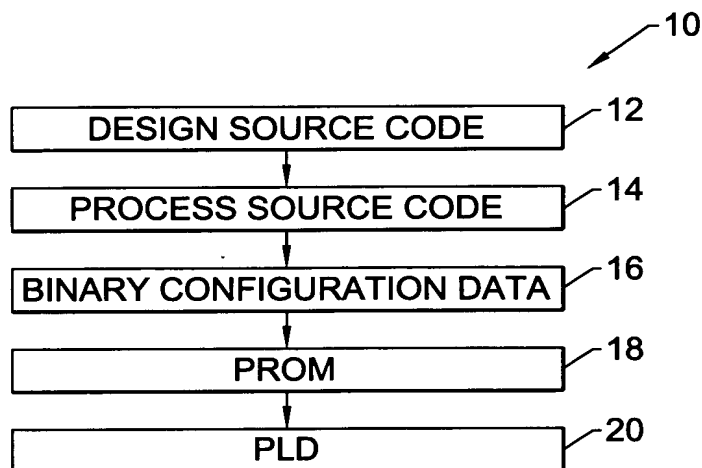 10
DESIGN SOURCE CODE 12
PROCESS SOURCE CODE 14
BINARY CONFIGURATION DATA 16
PROM 18
PLD 20